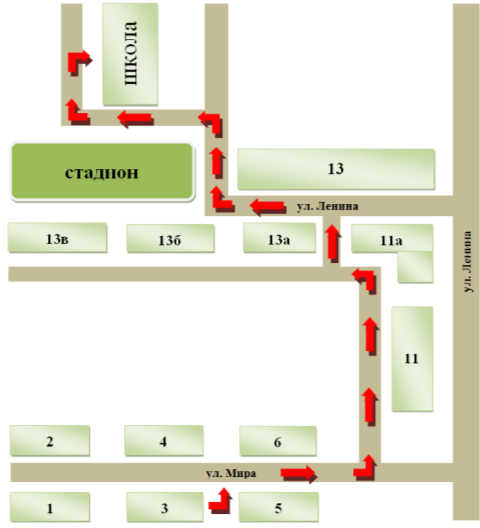 ШКОЛА
стадион
13
ул. Ленина
13в
13б
13а
11а
ул. Ленина
11
2
4
6
ул. Мира
1
3
5